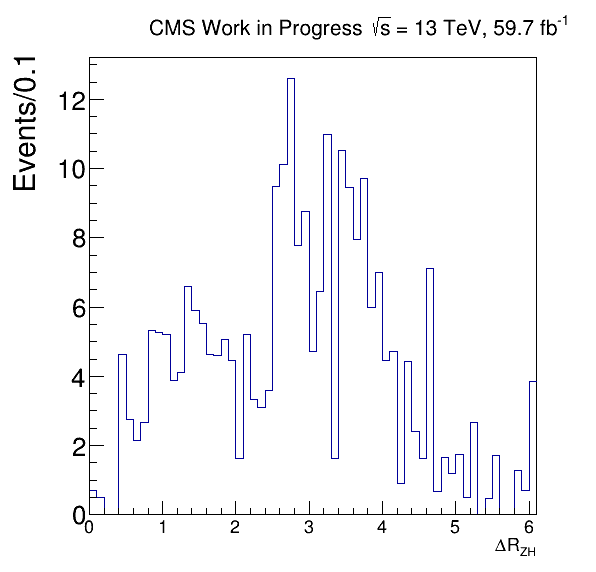 CMS Work in Progress √s = 13 TeV, 59.7 fb⁻¹
Events/0.1
12
10
8
6
4
2
0
0 1 2 3 4 5 6
ΔR_ZH